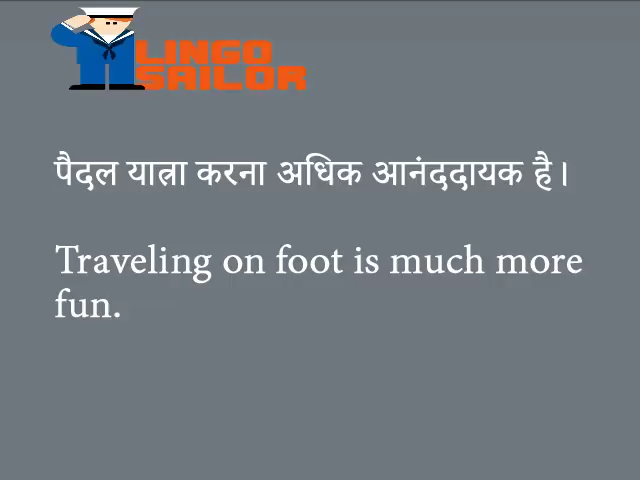 LINGO
SAILOR
पैदल यात्रा करना अधिक आनंददायक है।
Traveling on foot is much more
fun.